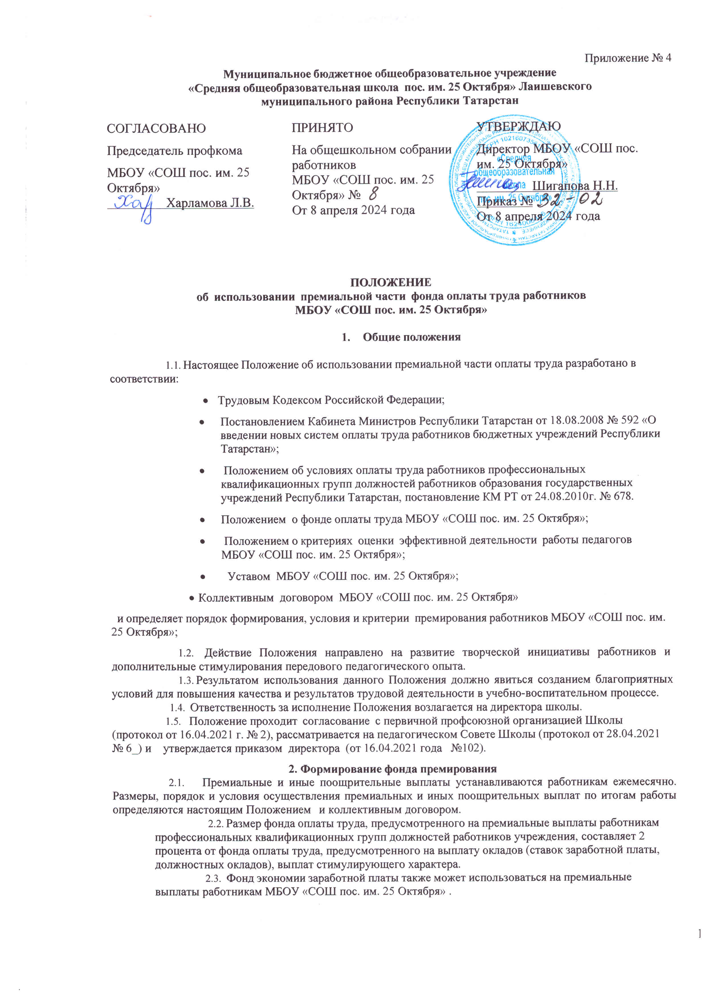 Приложение № 4
Муниципальное бюджетное общеобразовательное учреждение
«Средняя общеобразовательная школа пос. им. 25 Октября» Лаишевского
муниципального района Республики Татарстан
СОГЛАСОВАНО
Председатель профкома
МБОУ «СОШ пос. им. 25
Октября»
Харламова Л.В.
ПРИНЯТО
На общешкольном собрании
работников
МБОУ «СОШ пос. им. 25
Октября» № 8
От 8 апреля 2024 года
УТВЕРЖДАЮ
Директор МБОУ «СОШ пос.
им. 25 Октября»
Шигапова Н.Н.
Приказ № 32-02
От 8 апреля 2024 года
«Средняя
общеобразовательная
пос. им. 25 Октября»
ПОЛОЖЕНИЕ
об использовании премиальной части фонда оплаты труда работников
МБОУ «СОШ пос. им. 25 Октября»
1. Общие положения
1.1. Настоящее Положение об использовании премиальной части оплаты труда разработано в
соответствии:
• Трудовым Кодексом Российской Федерации;
• Постановлением Кабинета Министров Республики Татарстан от 18.08.2008 № 592 «О
введении новых систем оплаты труда работников бюджетных учреждений Республики
Татарстан»;
• Положением об условиях оплаты труда работников профессиональных
квалификационных групп должностей работников образования государственных
учреждений Республики Татарстан, постановление КМ РТ от 24.08.2010г. № 678.
• Положением о фонде оплаты труда МБОУ «СОШ пос. им. 25 Октября»;
• Положением о критериях оценки эффективной деятельности работы педагогов
МБОУ «СОШ пос. им. 25 Октября»;
• Уставом МБОУ «СОШ пос. им. 25 Октября»;
• Коллективным договором МБОУ «СОШ пос. им. 25 Октября»
и определяет порядок формирования, условия и критерии премирования работников МБОУ «СОШ пос. им.
25 Октября»;
1.2. Действие Положения направлено на развитие творческой инициативы работников и
дополнительные стимулирования передового педагогического опыта.
1.3. Результатом использования данного Положения должно явиться созданием благоприятных
условий для повышения качества и результатов трудовой деятельности в учебно-воспитательном процессе.
1.4. Ответственность за исполнение Положения возлагается на директора школы.
1.5. Положение проходит согласование с первичной профсоюзной организацией Школы
(протокол от 16.04.2021 г. № 2), рассматривается на педагогическом Совете Школы (протокол от 28.04.2021
№ 6_) и утверждается приказом директора (от 16.04.2021 года №102).
2. Формирование фонда премирования
2.1. Премиальные и иные поощрительные выплаты устанавливаются работникам ежемесячно.
Размеры, порядок и условия осуществления премиальных и иных поощрительных выплат по итогам работы
определяются настоящим Положением и коллективным договором.
2.2. Размер фонда оплаты труда, предусмотренного на премиальные выплаты работникам
профессиональных квалификационных групп должностей работников учреждения, составляет 2
процента от фонда оплаты труда, предусмотренного на выплату окладов (ставок заработной платы,
должностных окладов), выплат стимулирующего характера.
2.3. Фонд экономии заработной платы также может использоваться на премиальные
выплаты работникам МБОУ «СОШ пос. им. 25 Октября» .
1